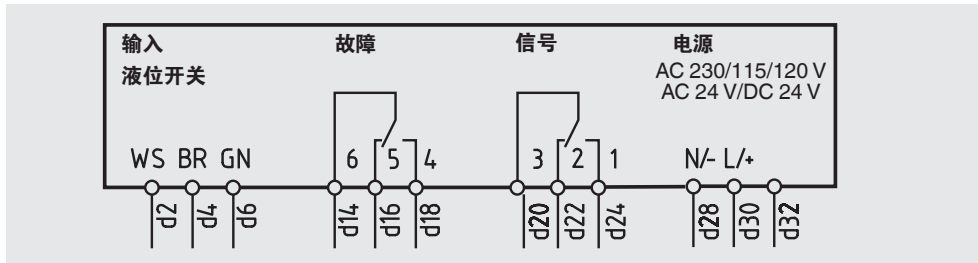 输入 故障 信号 电源
液位开关 AC 230/115/120 V
AC 24 V/DC 24 V
WS BR GN 6 5 4 3 2 1 N/- L/+
d2 d4 d6 d14 d16 d18 d20 d22 d24 d28 d30 d32